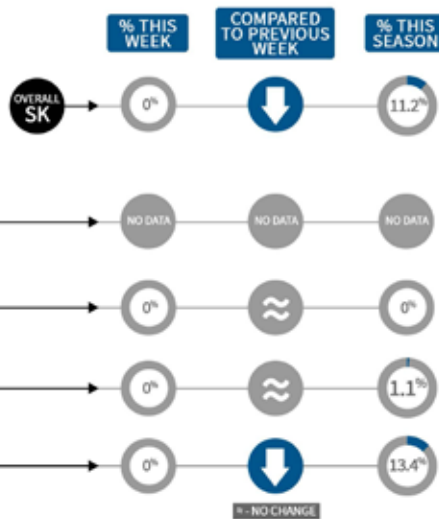 % THIS
WEEK
COMPARED
TO PREVIOUS
WEEK
% THIS
SEASON
OVERALL
SK
0%
11.2%
NO DATA
NO DATA
NO DATA
0%
≈
0%
0%
≈
1.1%
0%
13.4%
≈ - NO CHANGE